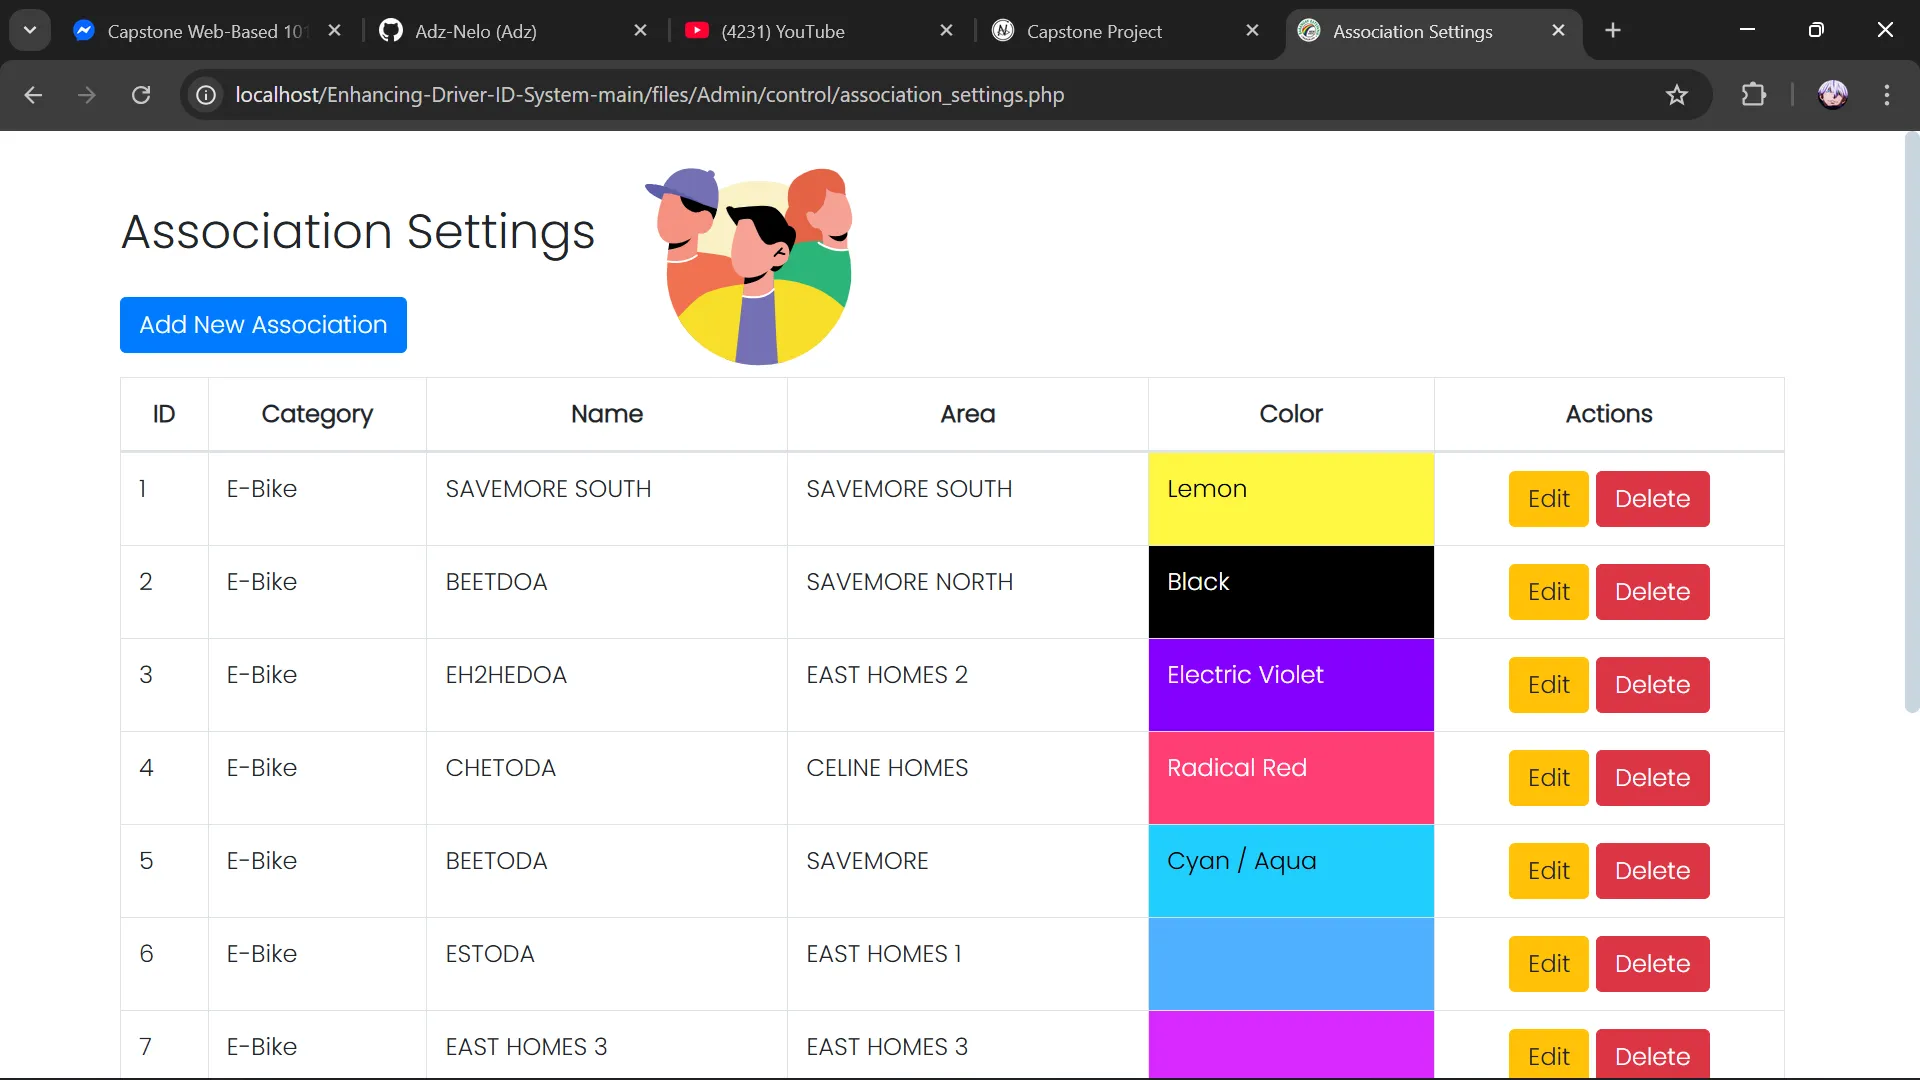 Capstone Web-Based 101
Adz-Nelo (Adz)
(4231) YouTube
Capstone Project
Association Settings
localhost/Enhancing-Driver-ID-System-main/files/Admin/control/association_settings.php
Association Settings
Add New Association
ID Category Name Area Color Actions
1 E-Bike SAVEMORE SOUTH SAVEMORE SOUTH Lemon Edit Delete
2 E-Bike BEETDOA SAVEMORE NORTH Black Edit Delete
3 E-Bike EH2HEDOA EAST HOMES 2 Electric Violet Edit Delete
4 E-Bike CHETODA CELINE HOMES Radical Red Edit Delete
5 E-Bike BEETODA SAVEMORE Cyan / Aqua Edit Delete
6 E-Bike ESTODA EAST HOMES 1 Edit Delete
7 E-Bike EAST HOMES 3 EAST HOMES 3 Edit Delete